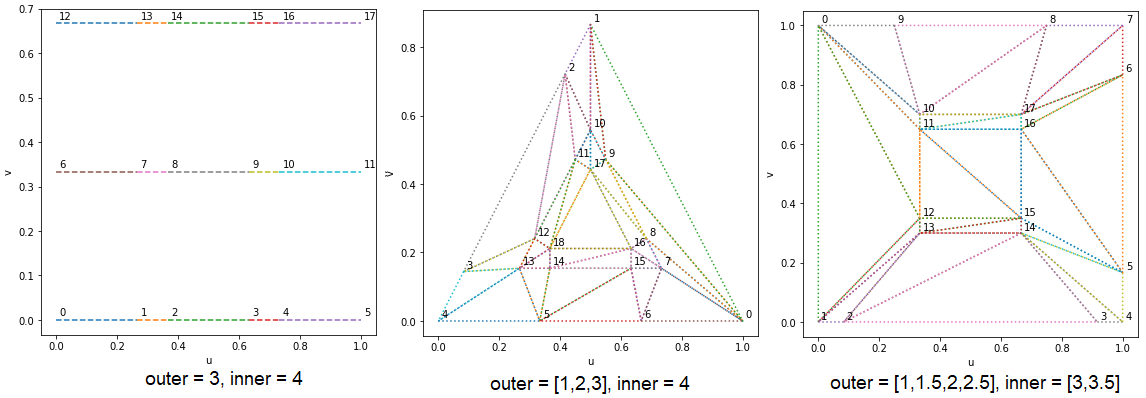 0.7
0.6
0.5
0.4
0.3
0.2
0.1
0.0
v
12 13 14 15 16 17
6 7 8 9 10 11
0 1 2 3 4 5
0.0 0.2 0.4 0.6 0.8 1.0
u
outer = 3, inner = 4
0.8
0.6
0.4
0.2
0.0
v
1
2
10
11 9
17
12 8
18 16
3 13 14 15 7
4 5 6 0
0.0 0.2 0.4 0.6 0.8 1.0
u
outer = [1,2,3], inner = 4
1.0
0.8
0.6
0.4
0.2
0.0
v
0 9 8 7
6
10 17
11 16
12 15
13 14
5
1 2 3 4
0.0 0.2 0.4 0.6 0.8 1.0
u
outer = [1,1.5,2,2.5], inner = [3,3.5]